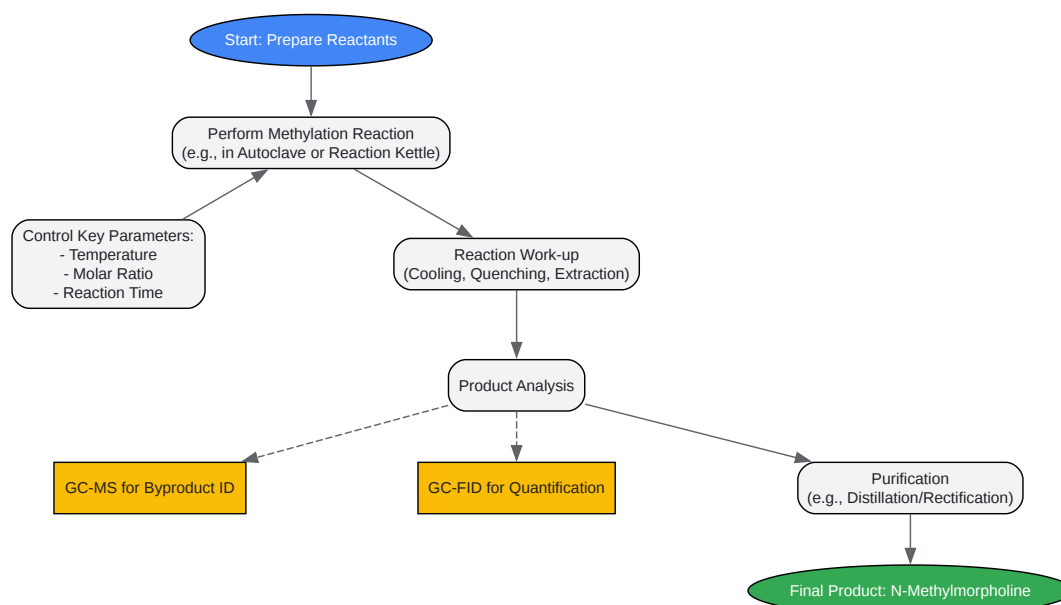 Start: Prepare Reactants
Perform Methylation Reaction
(e.g., in Autoclave or Reaction Kettle)
Control Key Parameters:
- Temperature
- Molar Ratio
- Reaction Time
Reaction Work-up
(Cooling, Quenching, Extraction)
Product Analysis
GC-MS for Byproduct ID
GC-FID for Quantification
Purification
(e.g., Distillation/Rectification)
Final Product: N-Methylmorpholine